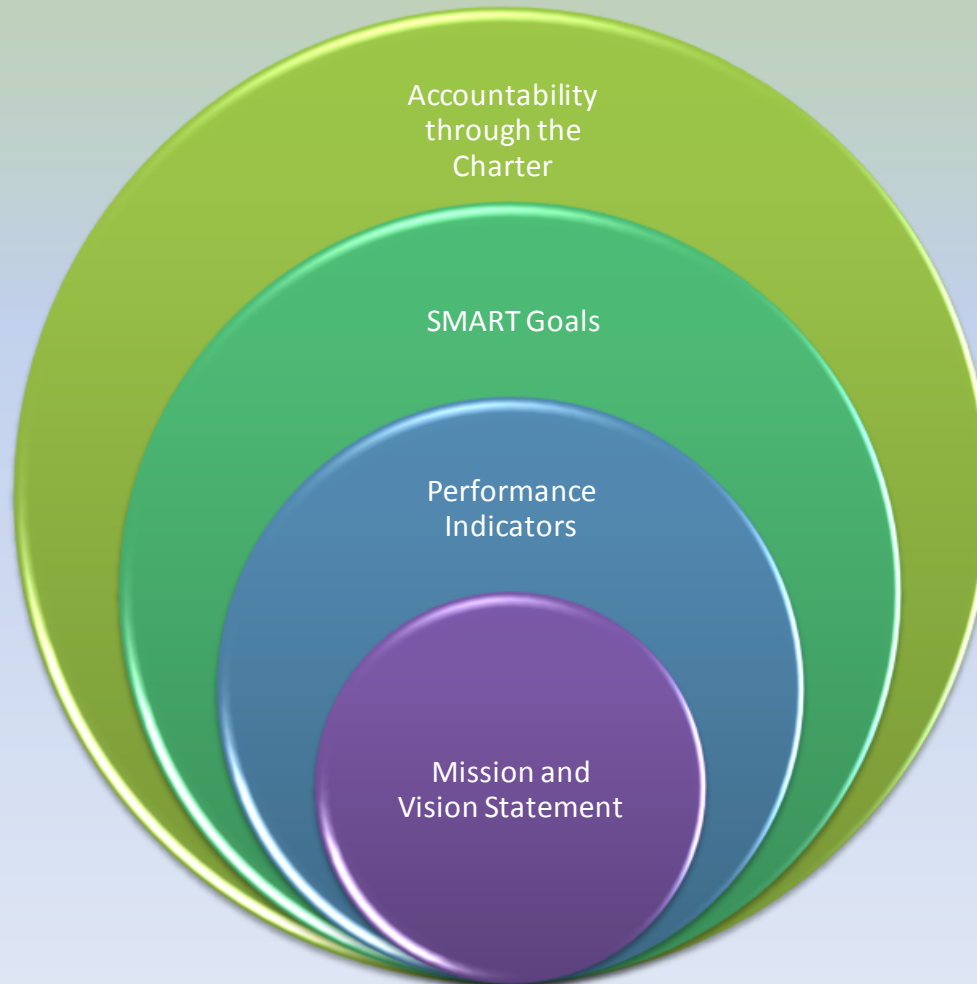 Accountability
through the
Charter
SMART Goals
Performance
Indicators
Mission and
Vision Statement